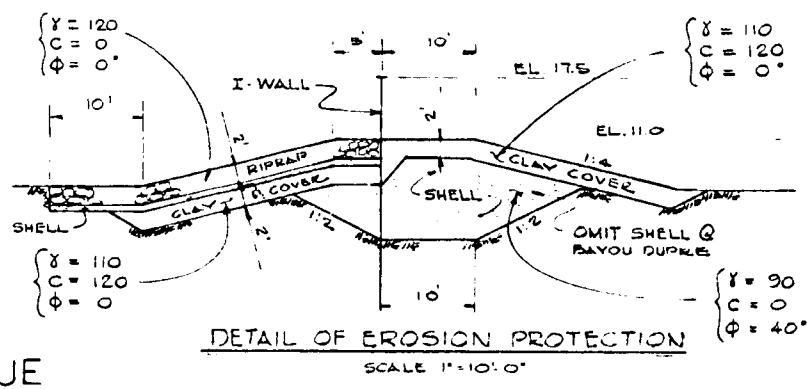 γ = 120
C = 0
ϕ = 0°
5'
10'
γ = 110
C = 120
ϕ = 0°
EL. 17.5
I-WALL
10'
2'
EL. 11.0
2'
RIPRAP
CLAY COVER
1:4
SHELL
CLAY
COVER
SHELL
1:2
1:2
2'
OMIT SHELL @
BAYOU DUPRE
γ = 110
C = 120
ϕ = 0
10'
γ = 90
C = 0
ϕ = 40°
DETAIL OF EROSION PROTECTION
SCALE 1"=10'-0"
UE